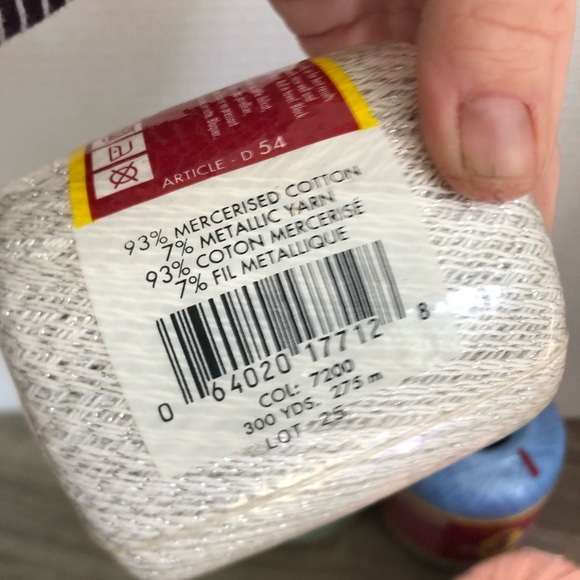 ARTICLE - D 54
93% MERCERISED COTTON
7% METALLIC YARN
93% COTON MERCERISÉ
7% FIL METALLIQUE
0 64020 17712 8
COL: 7200
300 YDS. 275 m
LOT 25